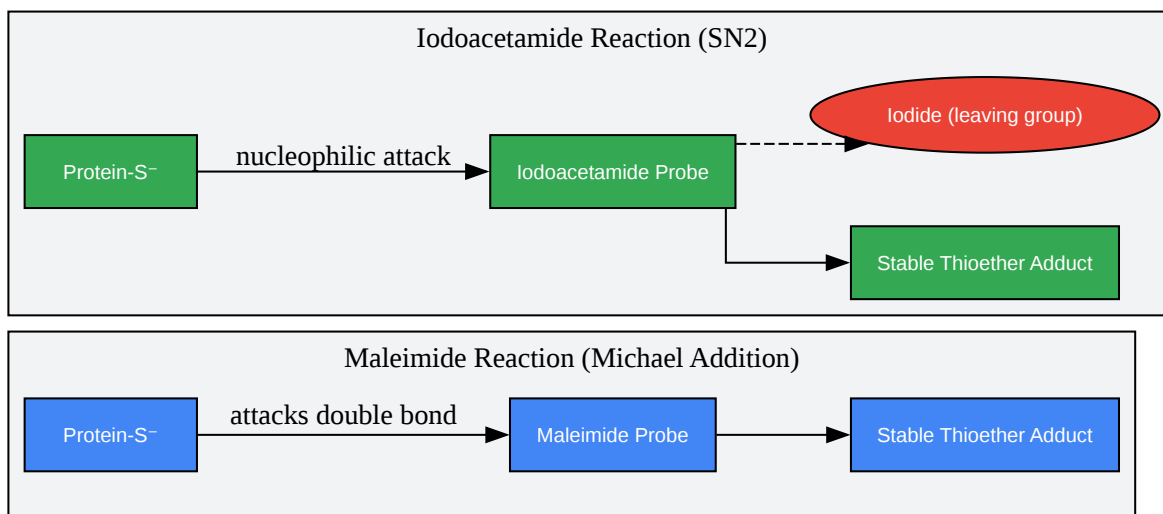 Iodoacetamide Reaction (SN2)
Iodide (leaving group)
Protein-S⁻
nucleophilic attack
Iodoacetamide Probe
Stable Thioether Adduct
Maleimide Reaction (Michael Addition)
Protein-S⁻
attacks double bond
Maleimide Probe
Stable Thioether Adduct